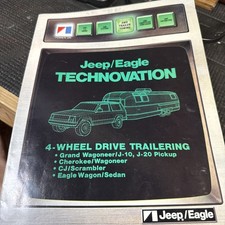 Jeep/Eagle
TECHNOVATION
4-WHEEL DRIVE TRAILERING
• Grand Wagoneer/J-10, J-20 Pickup
• Cherokee/Wagoneer
• CJ/Scrambler
• Eagle Wagon/Sedan
Jeep/Eagle